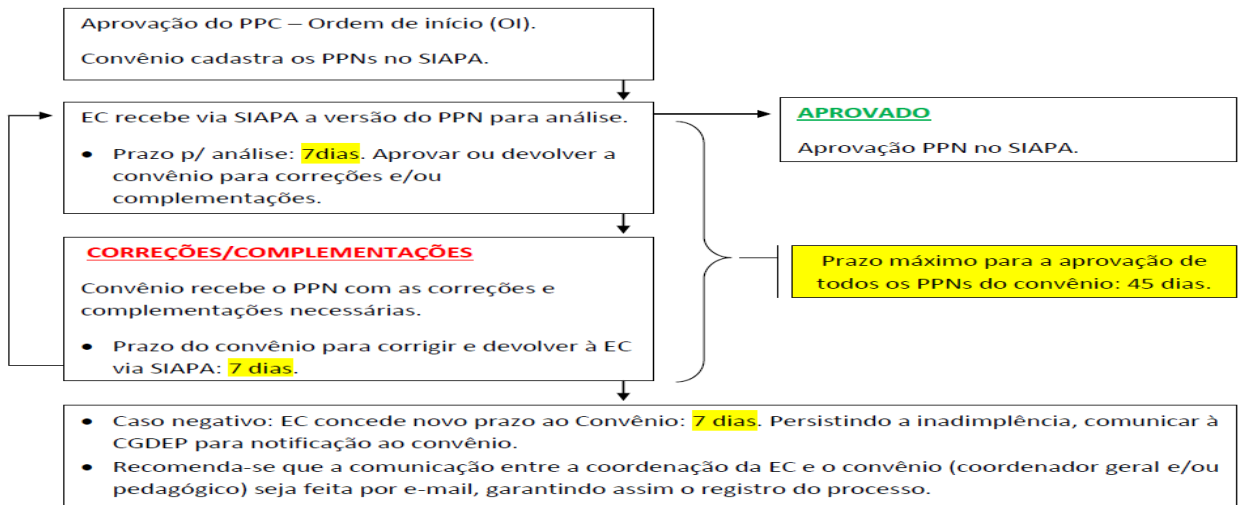 Aprovação do PPC – Ordem de início (OI).
Convênio cadastra os PPNs no SIAPA.
EC recebe via SIAPA a versão do PPN para análise.
• Prazo p/ análise: 7dias. Aprovar ou devolver a
convênio para correções e/ou
complementações.
APROVADO
Aprovação PPN no SIAPA.
CORREÇÕES/COMPLEMENTAÇÕES
Convênio recebe o PPN com as correções e
complementações necessárias.
• Prazo do convênio para corrigir e devolver à EC
via SIAPA: 7 dias.
Prazo máximo para a aprovação de
todos os PPNs do convênio: 45 dias.
• Caso negativo: EC concede novo prazo ao Convênio: 7 dias. Persistindo a inadimplência, comunicar à
CGDEP para notificação ao convênio.
• Recomenda-se que a comunicação entre a coordenação da EC e o convênio (coordenador geral e/ou
pedagógico) seja feita por e-mail, garantindo assim o registro do processo.